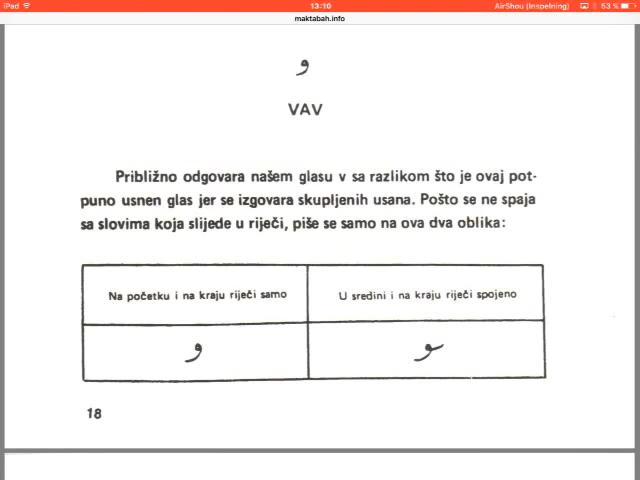 iPad 13:10 AirShou (Inspelning) 53 %
maktabah.info
و
VAV
Približno odgovara našem glasu v sa razlikom što je ovaj pot-
puno usnen glas jer se izgovara skupljenih usana. Pošto se ne spaja
sa slovima koja slijede u riječi, piše se samo na ova dva oblika:
Na početku i na kraju riječi samo U sredini i na kraju riječi spojeno
و ـو
18